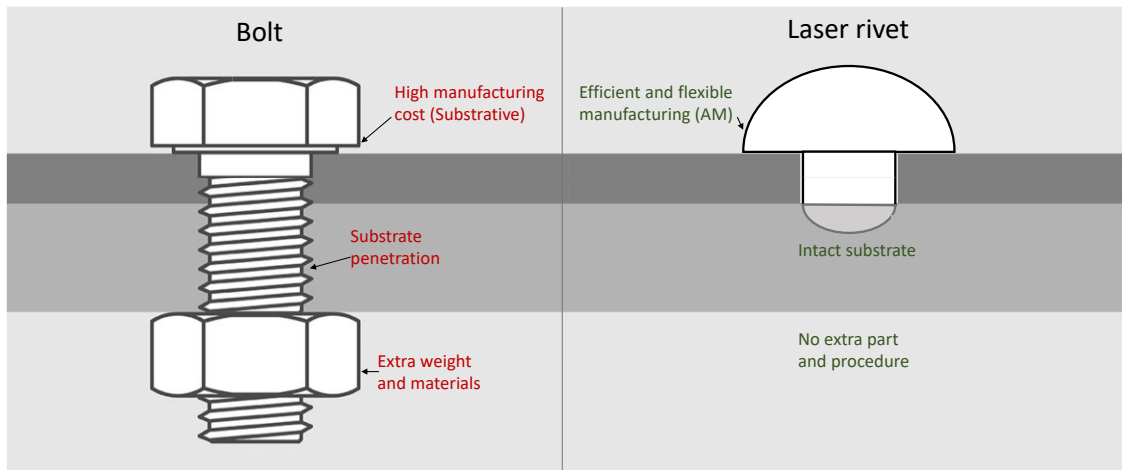 Bolt
High manufacturing
cost (Substrative)
Substrate
penetration
Extra weight
and materials
Laser rivet
Efficient and flexible
manufacturing (AM)
Intact substrate
No extra part
and procedure